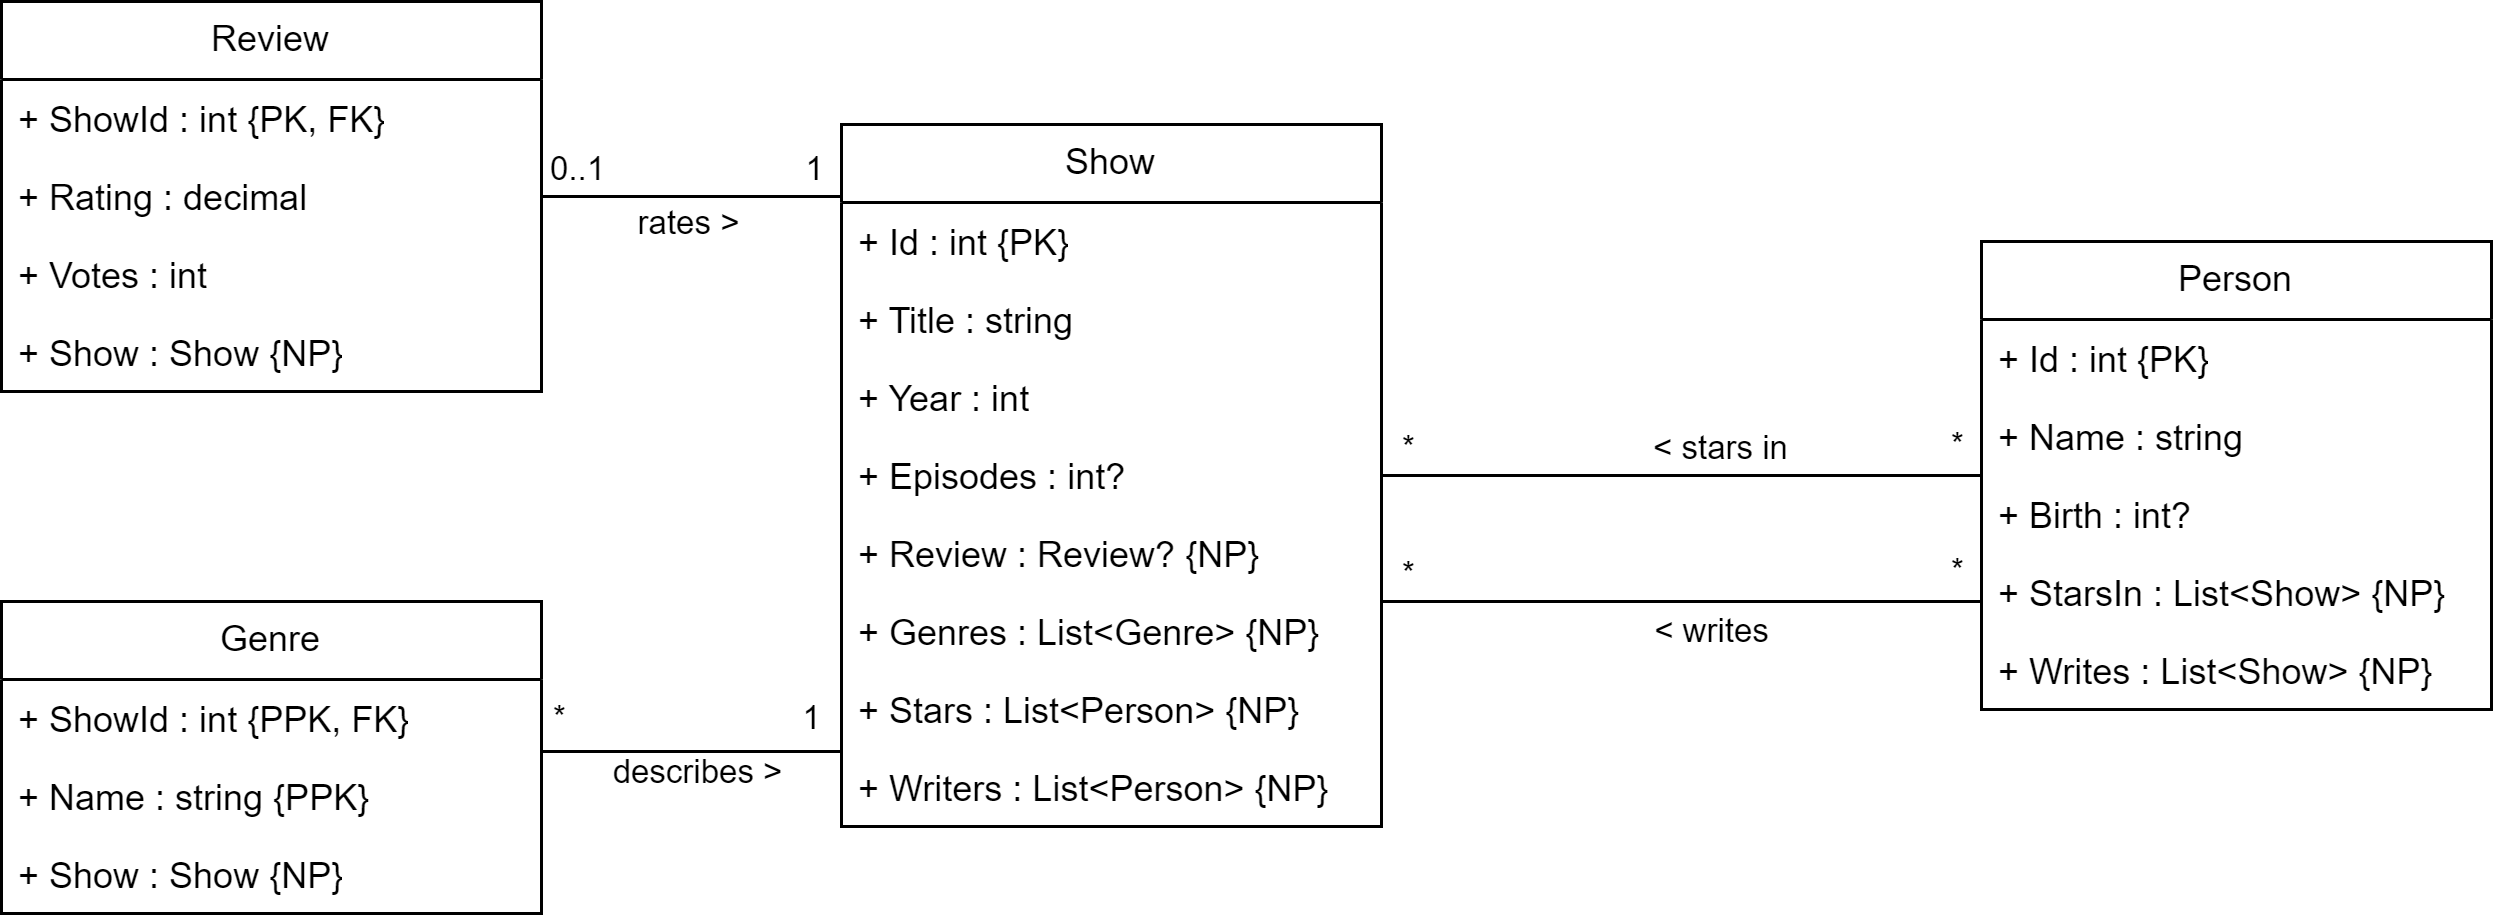 Review
+ ShowId : int {PK, FK}
+ Rating : decimal
+ Votes : int
+ Show : Show {NP}
0..1
1
rates >
Show
+ Id : int {PK}
+ Title : string
+ Year : int
+ Episodes : int?
+ Review : Review? {NP}
+ Genres : List<Genre> {NP}
+ Stars : List<Person> {NP}
+ Writers : List<Person> {NP}
*
< stars in
*
*
*
< writes
Person
+ Id : int {PK}
+ Name : string
+ Birth : int?
+ StarsIn : List<Show> {NP}
+ Writes : List<Show> {NP}
Genre
+ ShowId : int {PPK, FK}
+ Name : string {PPK}
+ Show : Show {NP}
*
1
describes >